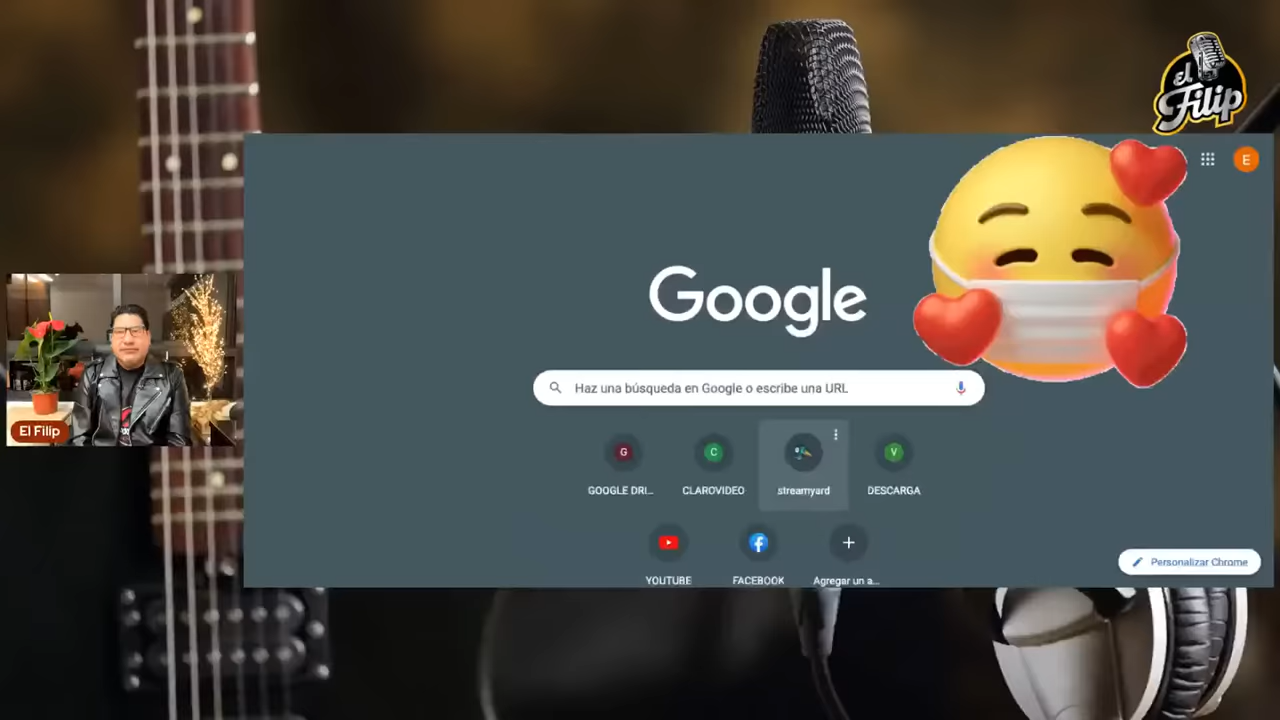 El Filip
E
Google
Haz una búsqueda en Google o escribe una URL
G
C
V
GOOGLE DRI...
CLAROVIDEO
streamyard
DESCARGA
YOUTUBE
FACEBOOK
Agregar un a...
Personalizar Chrome
El Filip